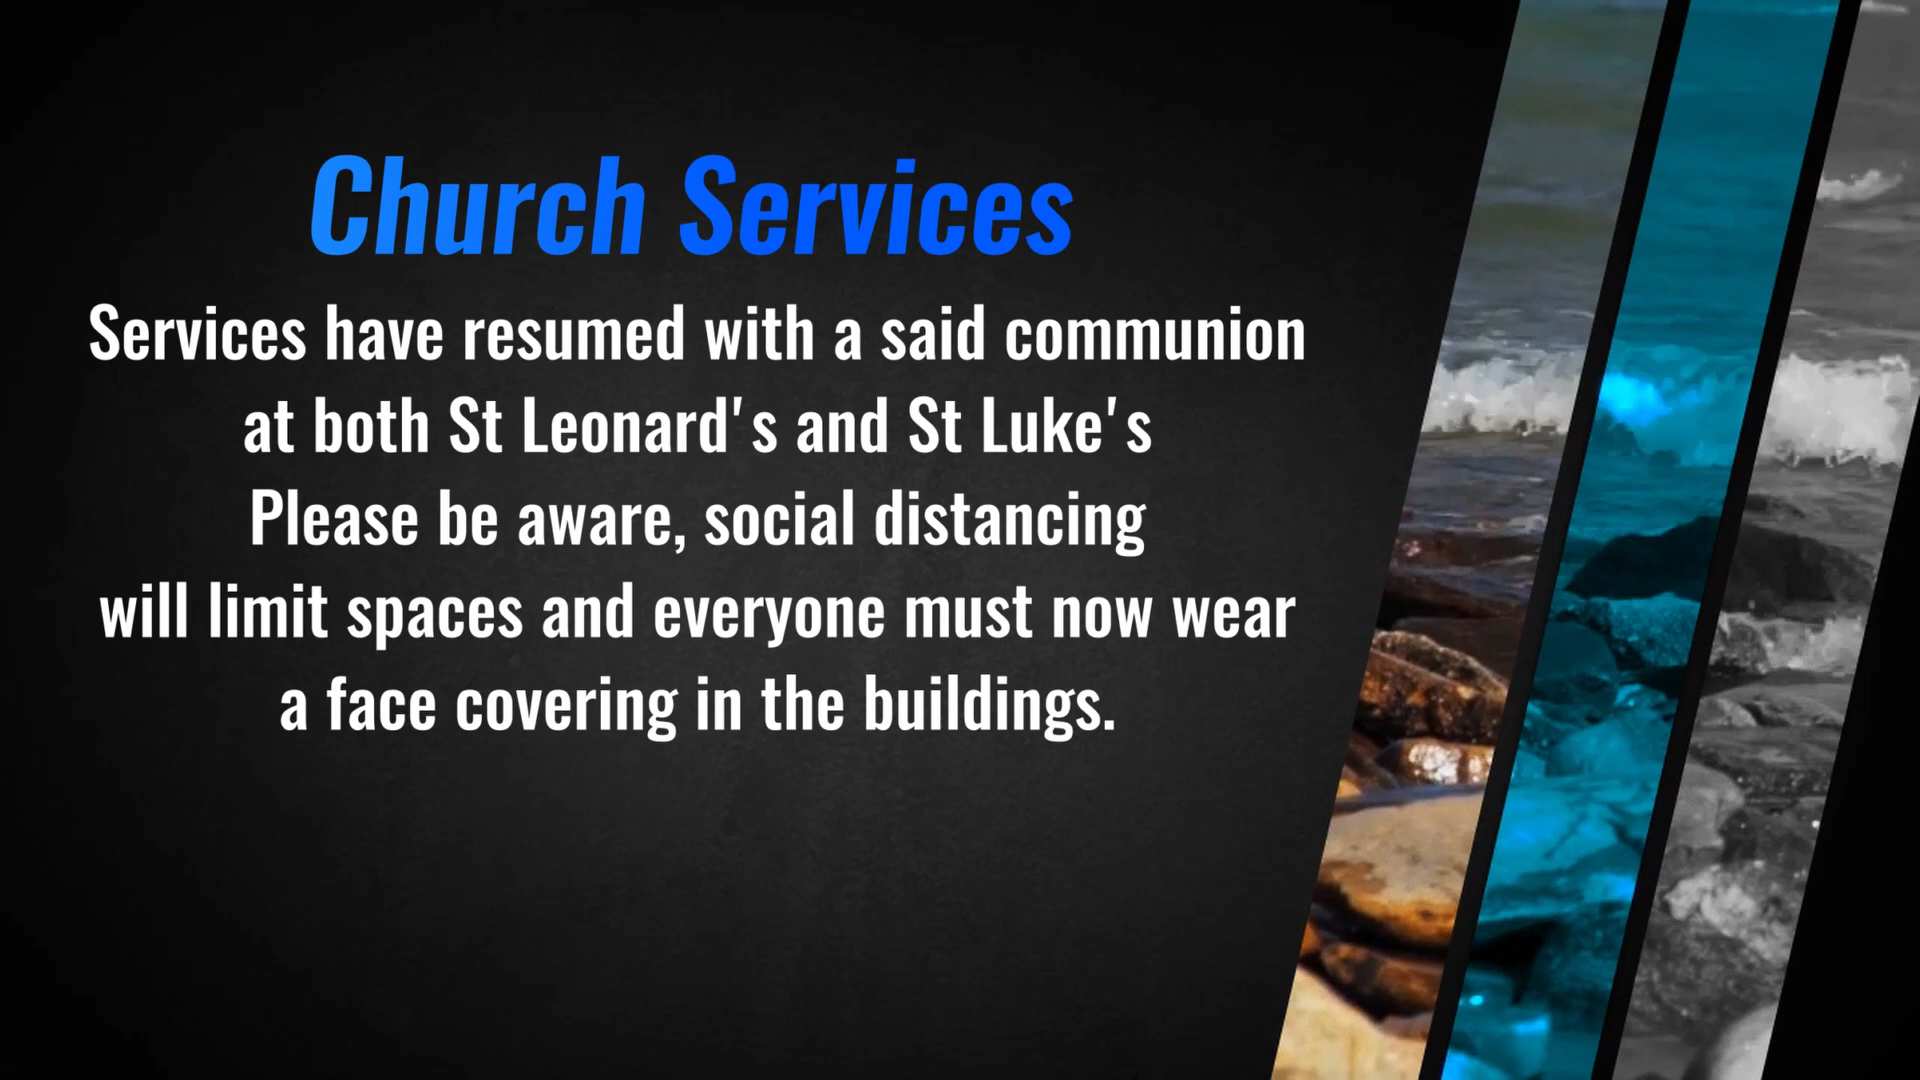 Church Services
Services have resumed with a said communion
at both St Leonard's and St Luke's
Please be aware, social distancing
will limit spaces and everyone must now wear
a face covering in the buildings.